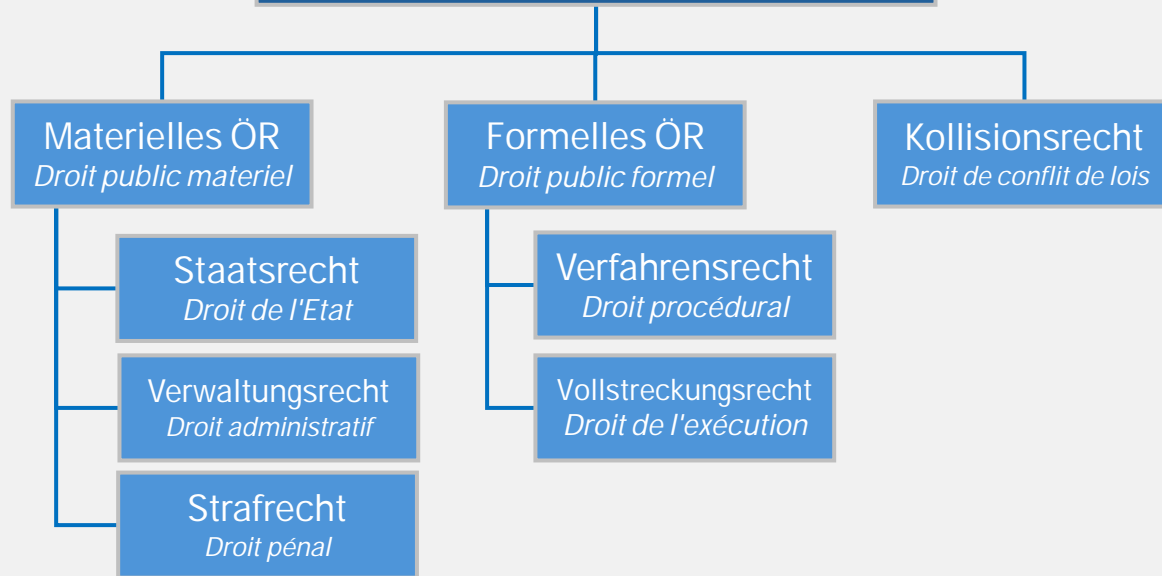 Materielles ÖR
Droit public materiel
Formelles ÖR
Droit public formel
Kollisionsrecht
Droit de conflit de lois
Staatsrecht
Droit de l'Etat
Verwaltungsrecht
Droit administratif
Strafrecht
Droit pénal
Verfahrensrecht
Droit procédural
Vollstreckungsrecht
Droit de l'exécution